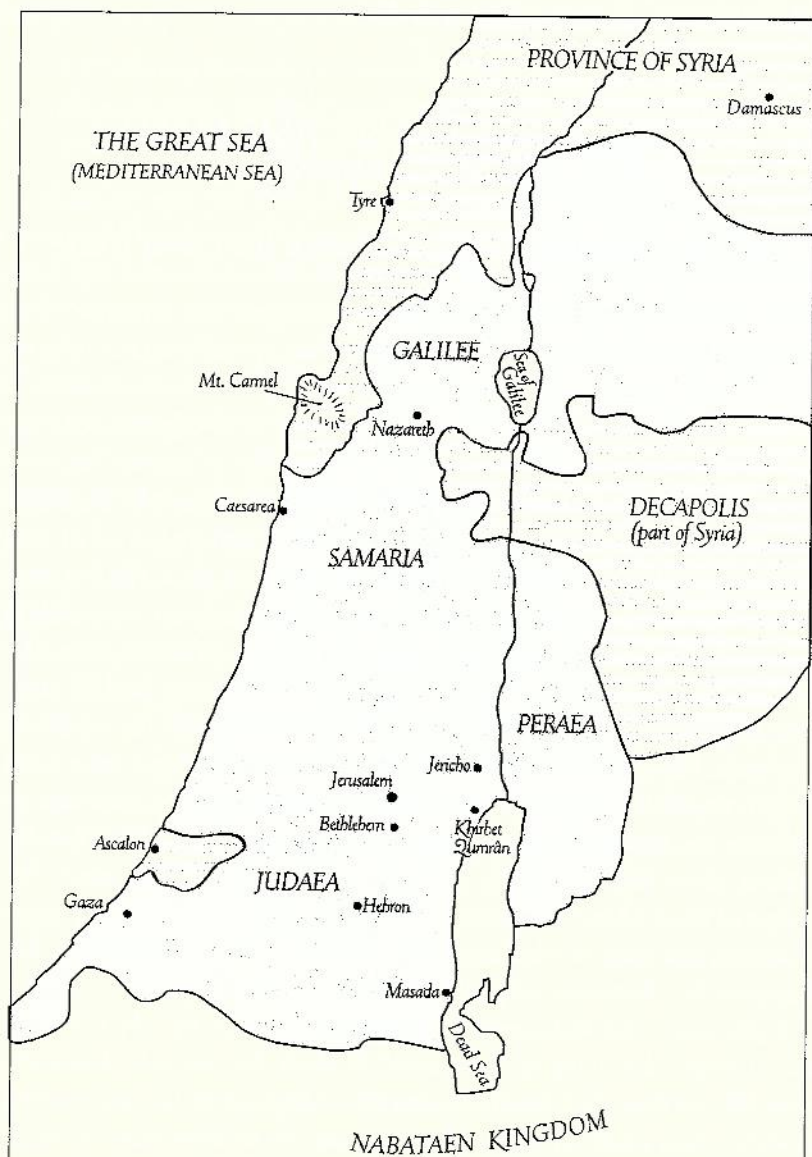 PROVINCE OF SYRIA
Damascus
THE GREAT SEA
(MEDITERRANEAN SEA)
Tyre
GALILEE
Sea of
Galilee
Mt. Carmel
Nazareth
Caesarea
DECAPOLIS
(part of Syria)
SAMARIA
PERAEA
Jericho
Jerusalem
Bethlehem
Khirbet
Qumrân
Ascalon
JUDAEA
Gaza
Hebron
Masada
Dead Sea
NABATAEN KINGDOM